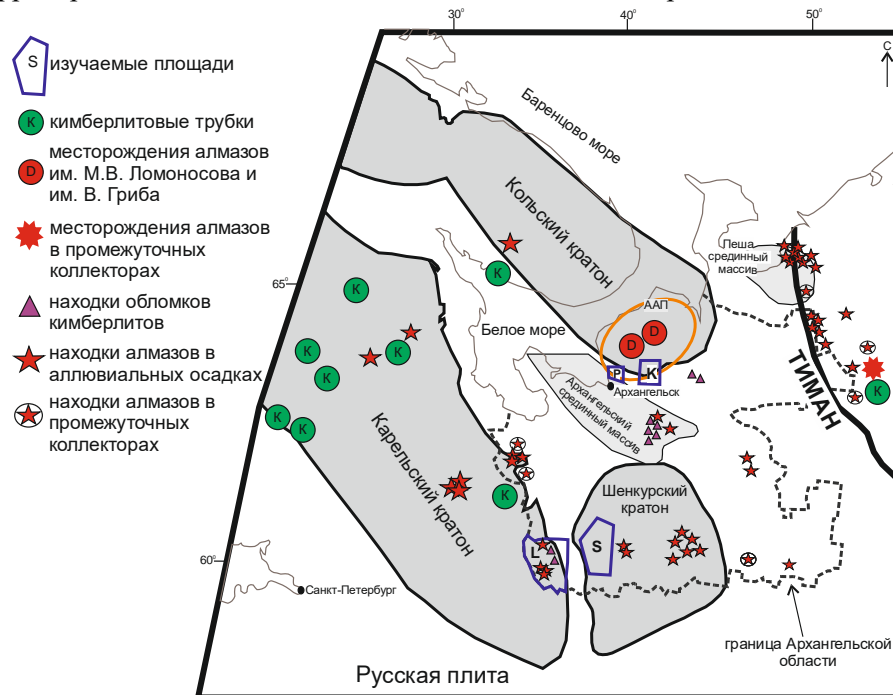 30°
40°
50°
С
S
изучаемые площади
К
кимберлитовые трубки
D
месторождения алмазов
им. М.В. Ломоносова и
им. В. Гриба
месторождения алмазов
в промежуточных
коллекторах
находки обломков
кимберлитов
находки алмазов в
аллювиальных осадках
находки алмазов в
промежуточных
коллекторах
Баренцово море
Кольский кратон
Пеша
срединный
массив
65°
К
К
ААП
Белое море
D
D
К
К
К
К
К
Р
К
Архангельск
ТИМАН
К
Архангельский
срединный массив
Карельский кратон
К
Шенкурский
кратон
L
S
60°
Санкт-Петербург
граница Архангельской
области
Русская плита